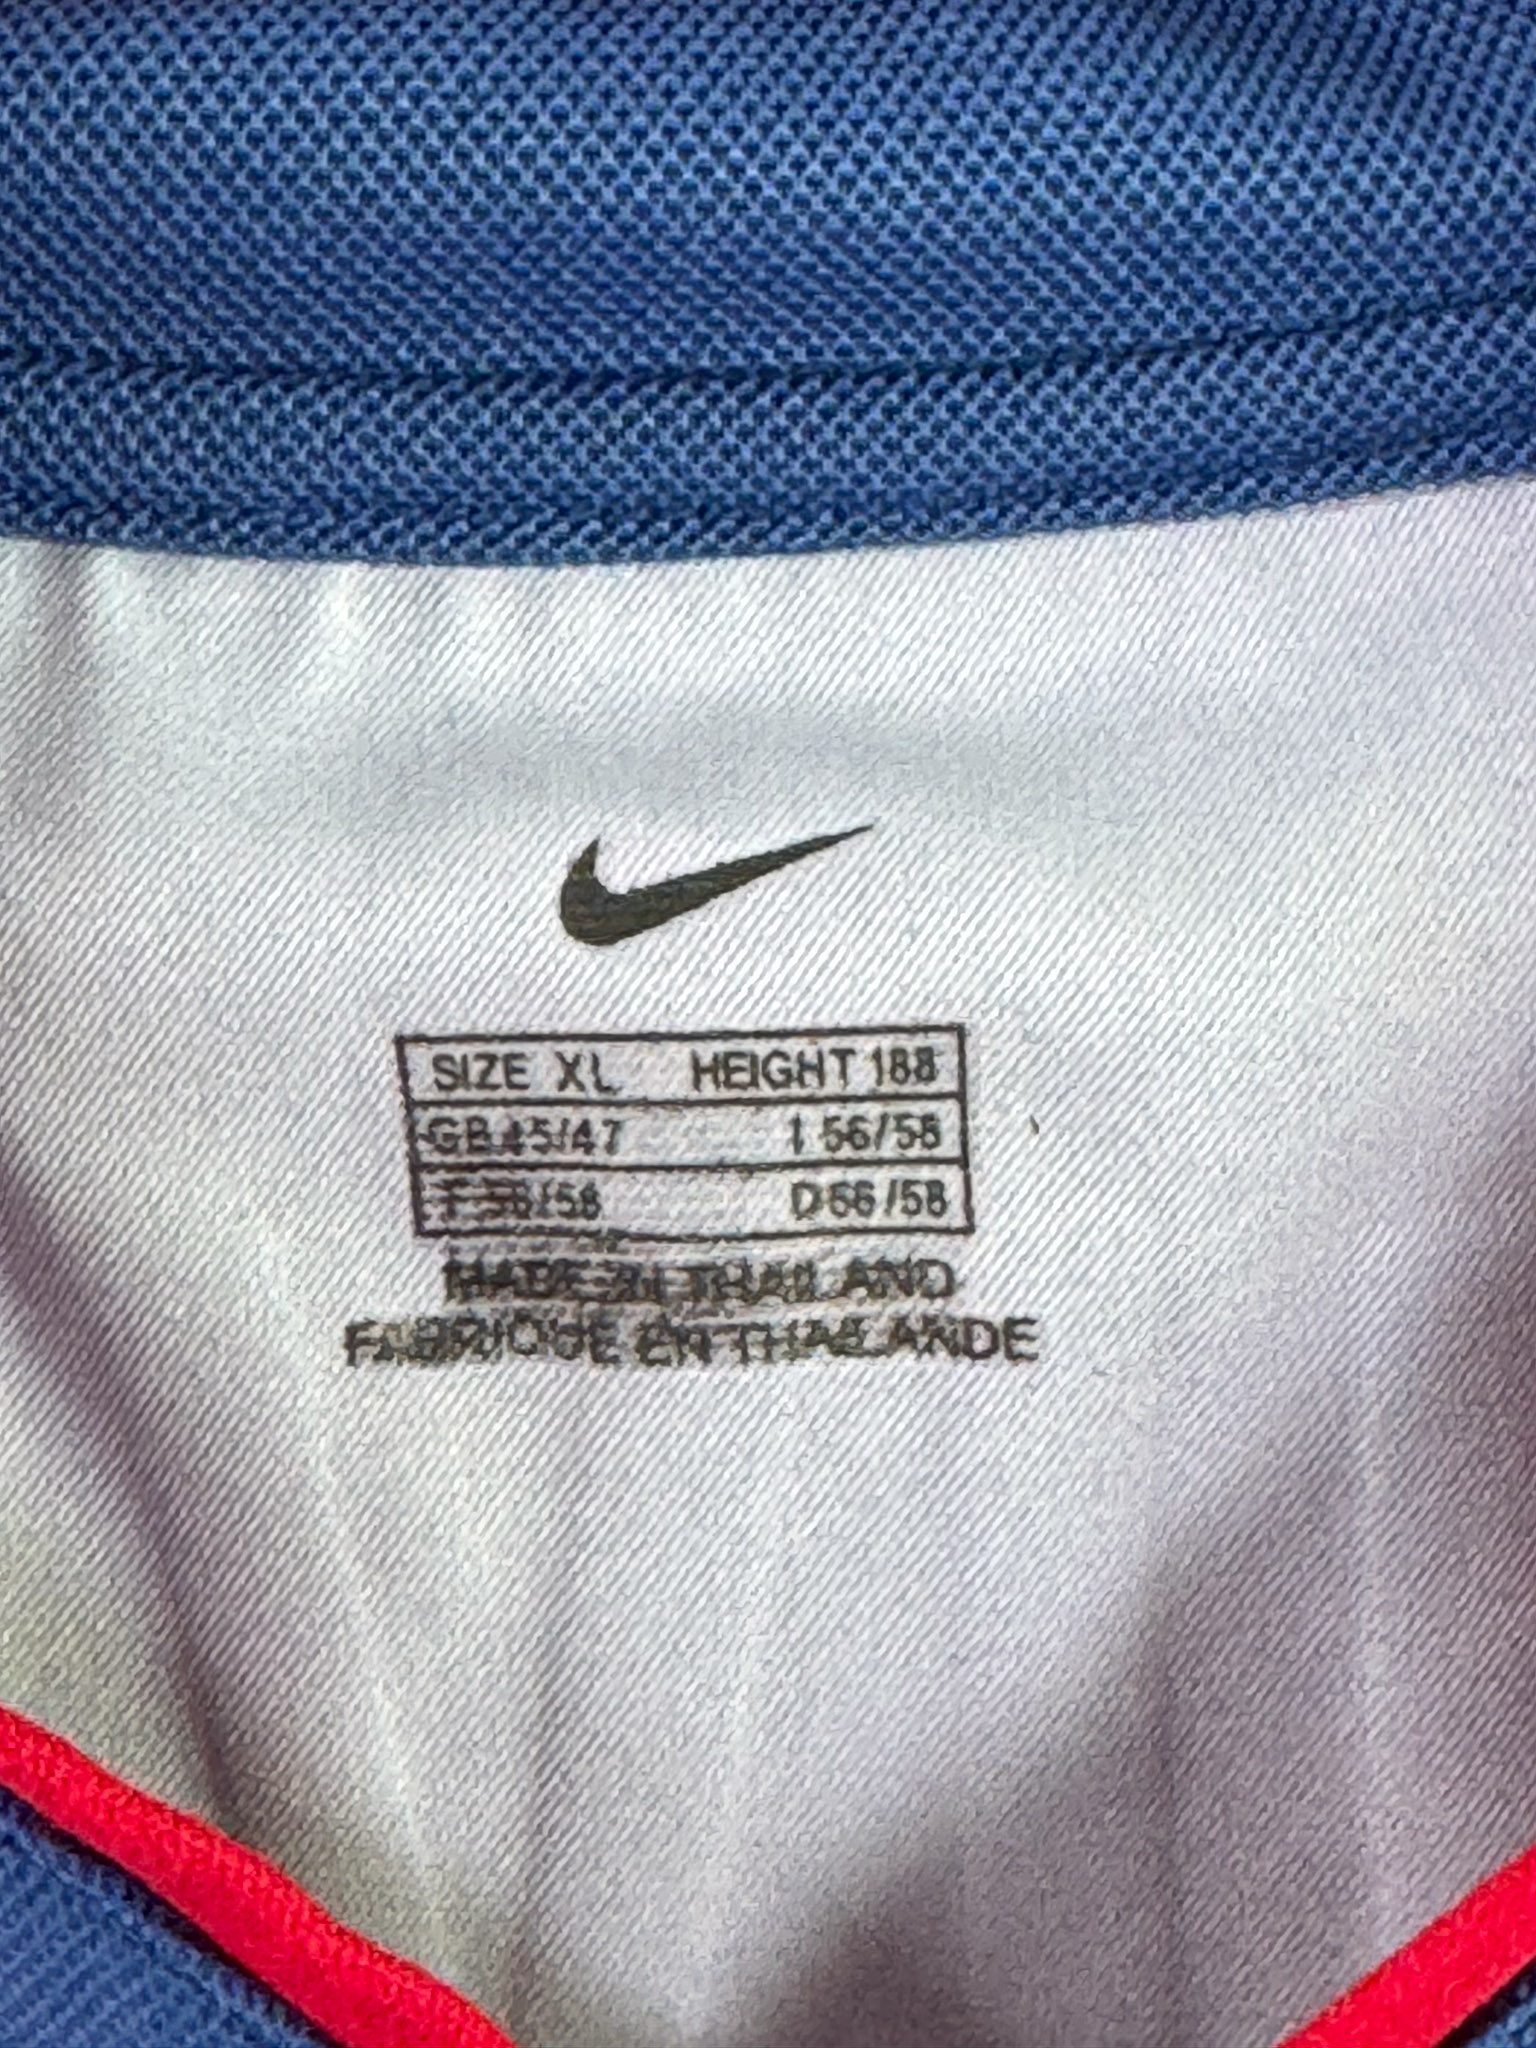 SIZE XL HEIGHT 188
GB 45/47 I 56/58
F 56/58 D 56/58
MADE IN THAILAND
FABRIQUE EN THAILANDE